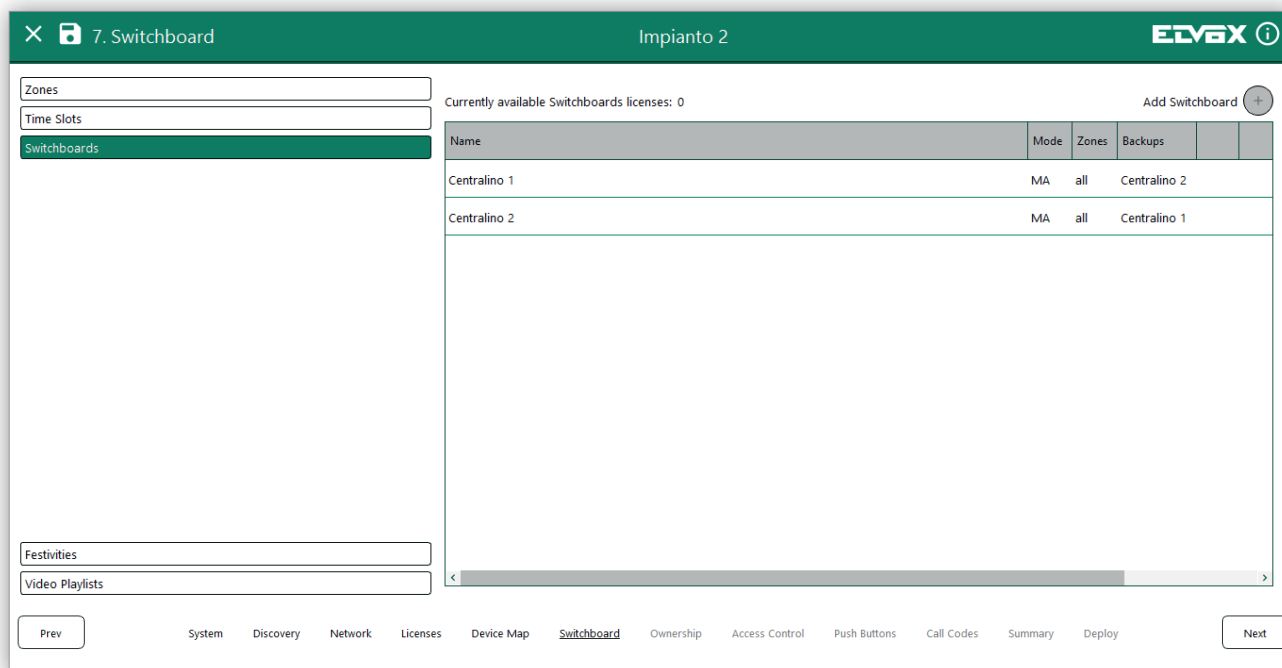 7. Switchboard
Impianto 2
ELVOX
Zones
Time Slots
Switchboards
Festivities
Video Playlists
Currently available Switchboards licenses: 0
Add Switchboard
Name Mode Zones Backups
Centralino 1 MA all Centralino 2
Centralino 2 MA all Centralino 1
Prev System Discovery Network Licenses Device Map Switchboard Ownership Access Control Push Buttons Call Codes Summary Deploy Next